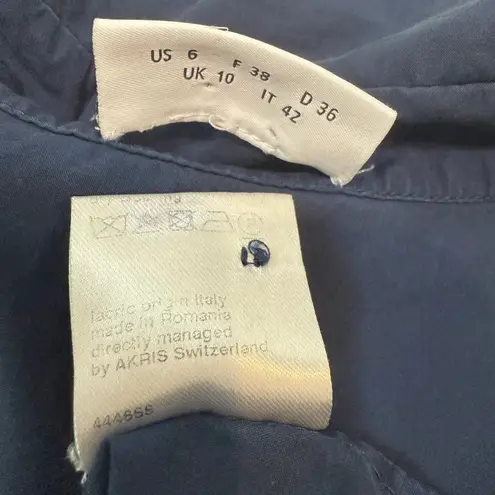 US 6 F 38 D 36
UK 10 IT 42
fabric origin Italy
made in Romania
directly managed
by AKRIS Switzerland